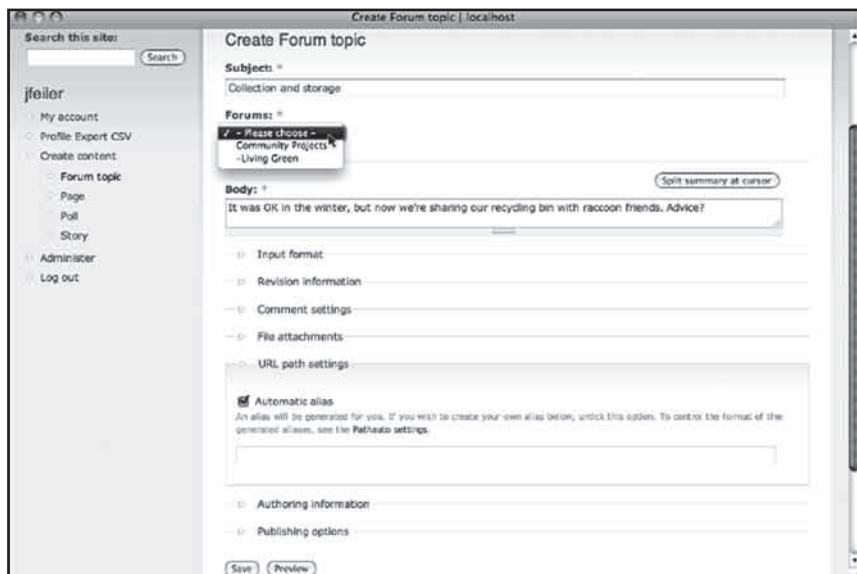 Create Forum topic | localhost
Search this site:
Search
jfeiler
My account
Profile Export CSV
Create content
Forum topic
Page
Poll
Story
Administer
Log out
Create Forum topic
Subject: *
Collection and storage
Forums: *
✓ - Please choose -
Community Projects
-Living Green
Split summary at cursor
Body: *
It was OK in the winter, but now we're sharing our recycling bin with raccoon friends. Advice?
Input format
Revision information
Comment settings
File attachments
URL path settings
Automatic alias
An alias will be generated for you. If you wish to create your own alias below, untick this option. To control the format of the
generated aliases, see the Pathauto settings.
Authoring information
Publishing options
Save
Preview